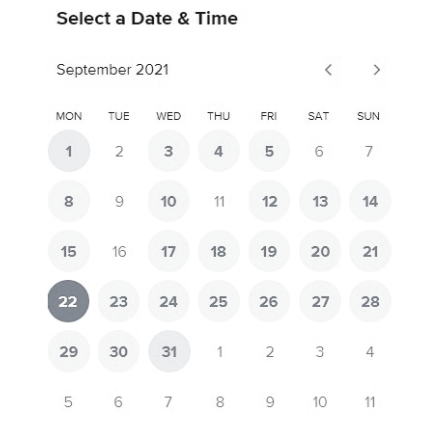 Select a Date & Time
September 2021
MON TUE WED THU FRI SAT SUN
1 2 3 4 5 6 7
8 9 10 11 12 13 14
15 16 17 18 19 20 21
22 23 24 25 26 27 28
29 30 31 1 2 3 4
5 6 7 8 9 10 11